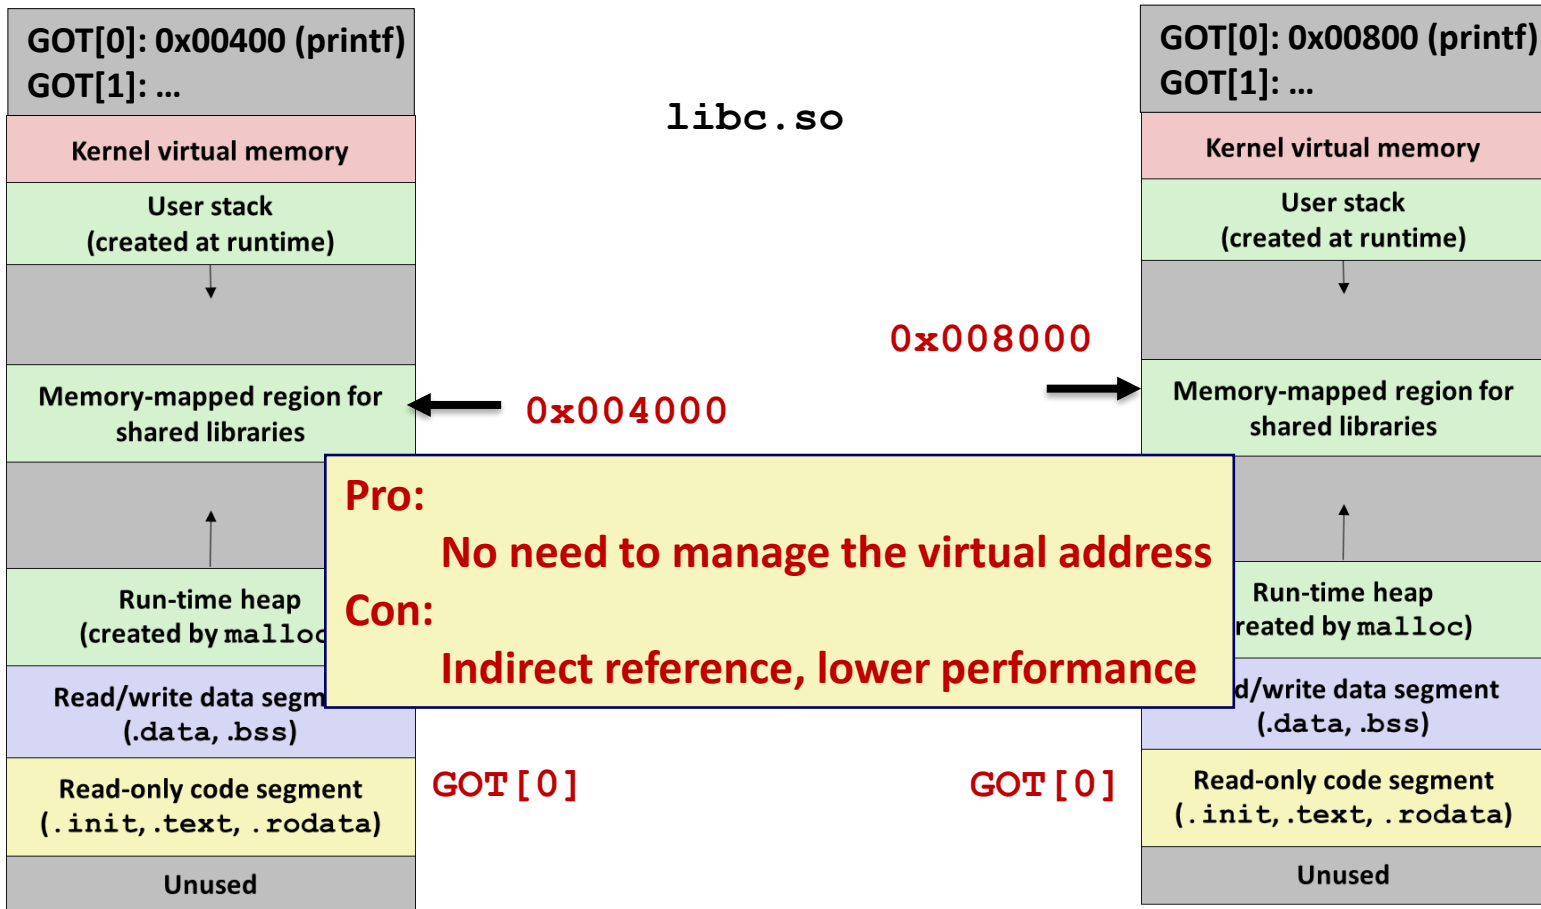 GOT[0]: 0x00400 (printf)
GOT[1]: ...
Kernel virtual memory
User stack
(created at runtime)
Memory-mapped region for
shared libraries
Run-time heap
(created by malloc
Read/write data segm
(.data, .bss)
Read-only code segment
(.init, .text, .rodata)
Unused
libc.so
0x008000
0x004000
Pro:
No need to manage the virtual address
Con:
Indirect reference, lower performance
GOT[0]
GOT[0]
GOT[0]: 0x00800 (printf)
GOT[1]: ...
Kernel virtual memory
User stack
(created at runtime)
Memory-mapped region for
shared libraries
Run-time heap
reated by malloc)
d/write data segment
(.data, .bss)
Read-only code segment
(.init, .text, .rodata)
Unused